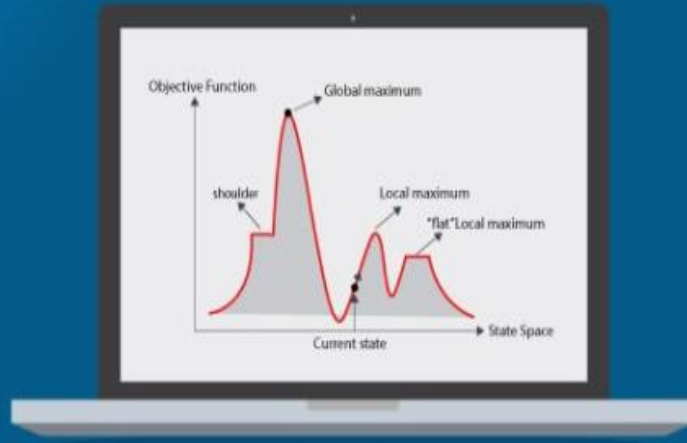 Objective Function
Global maximum
shoulder
Local maximum
"flat"Local maximum
State Space
Current state